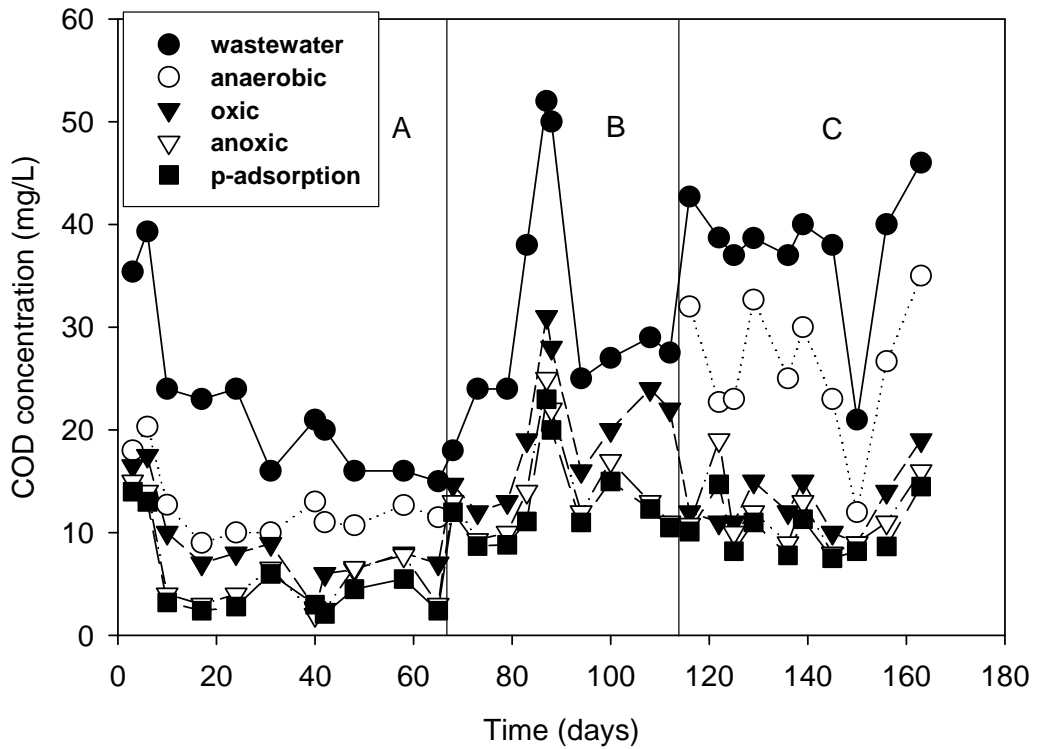 60
50
40
30
20
10
0
COD concentration (mg/L)
wastewater
anaerobic
oxic
anoxic
p-adsorption
A
B
C
0 20 40 60 80 100 120 140 160 180
Time (days)